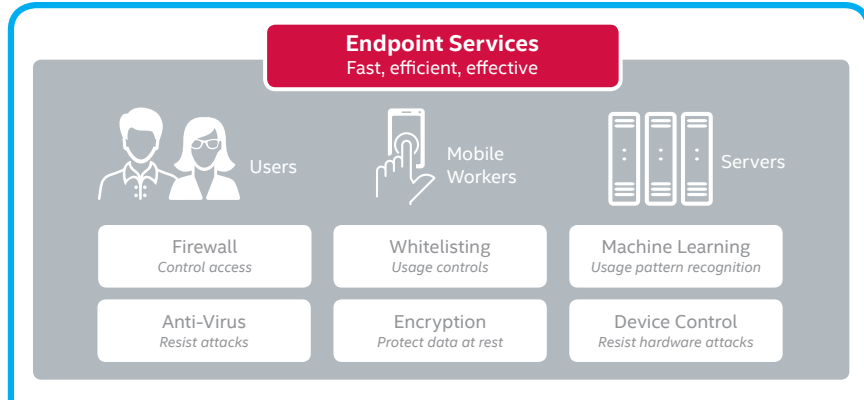 Endpoint Services
Fast, efficient, effective
Users
Mobile
Workers
Servers
Firewall
Control access
Whitelisting
Usage controls
Machine Learning
Usage pattern recognition
Anti-Virus
Resist attacks
Encryption
Protect data at rest
Device Control
Resist hardware attacks